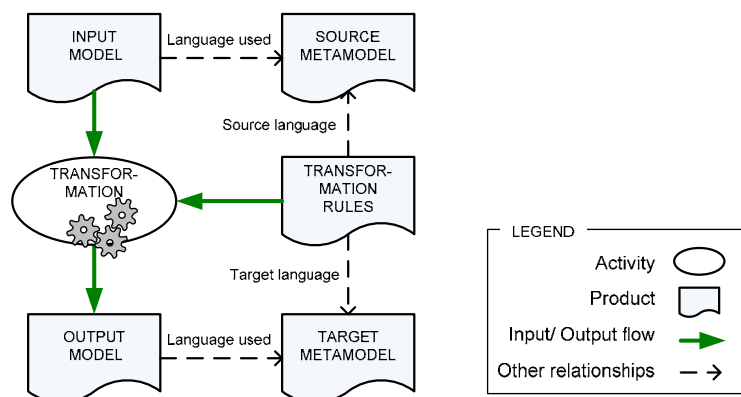 INPUT
MODEL
Language used
SOURCE
METAMODEL
Source language
TRANSFOR-
MATION
TRANSFOR-
MATION
RULES
Target language
OUTPUT
MODEL
Language used
TARGET
METAMODEL
LEGEND
Activity
Product
Input/ Output flow
Other relationships